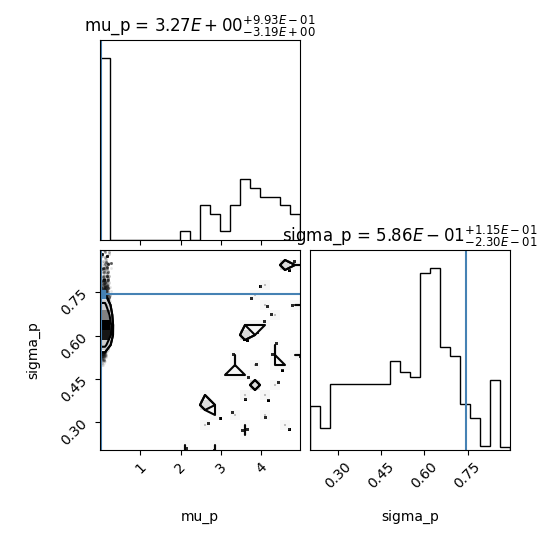 mu_p = 3.27E + 00^{+9.93E−01}_{−3.19E+00}
sigma_p = 5.86E − 01^{+1.15E−01}_{−2.30E−01}
sigma_p
0.75
0.60
0.45
0.30
1 2 3 4
0.30 0.45 0.60 0.75
mu_p
sigma_p